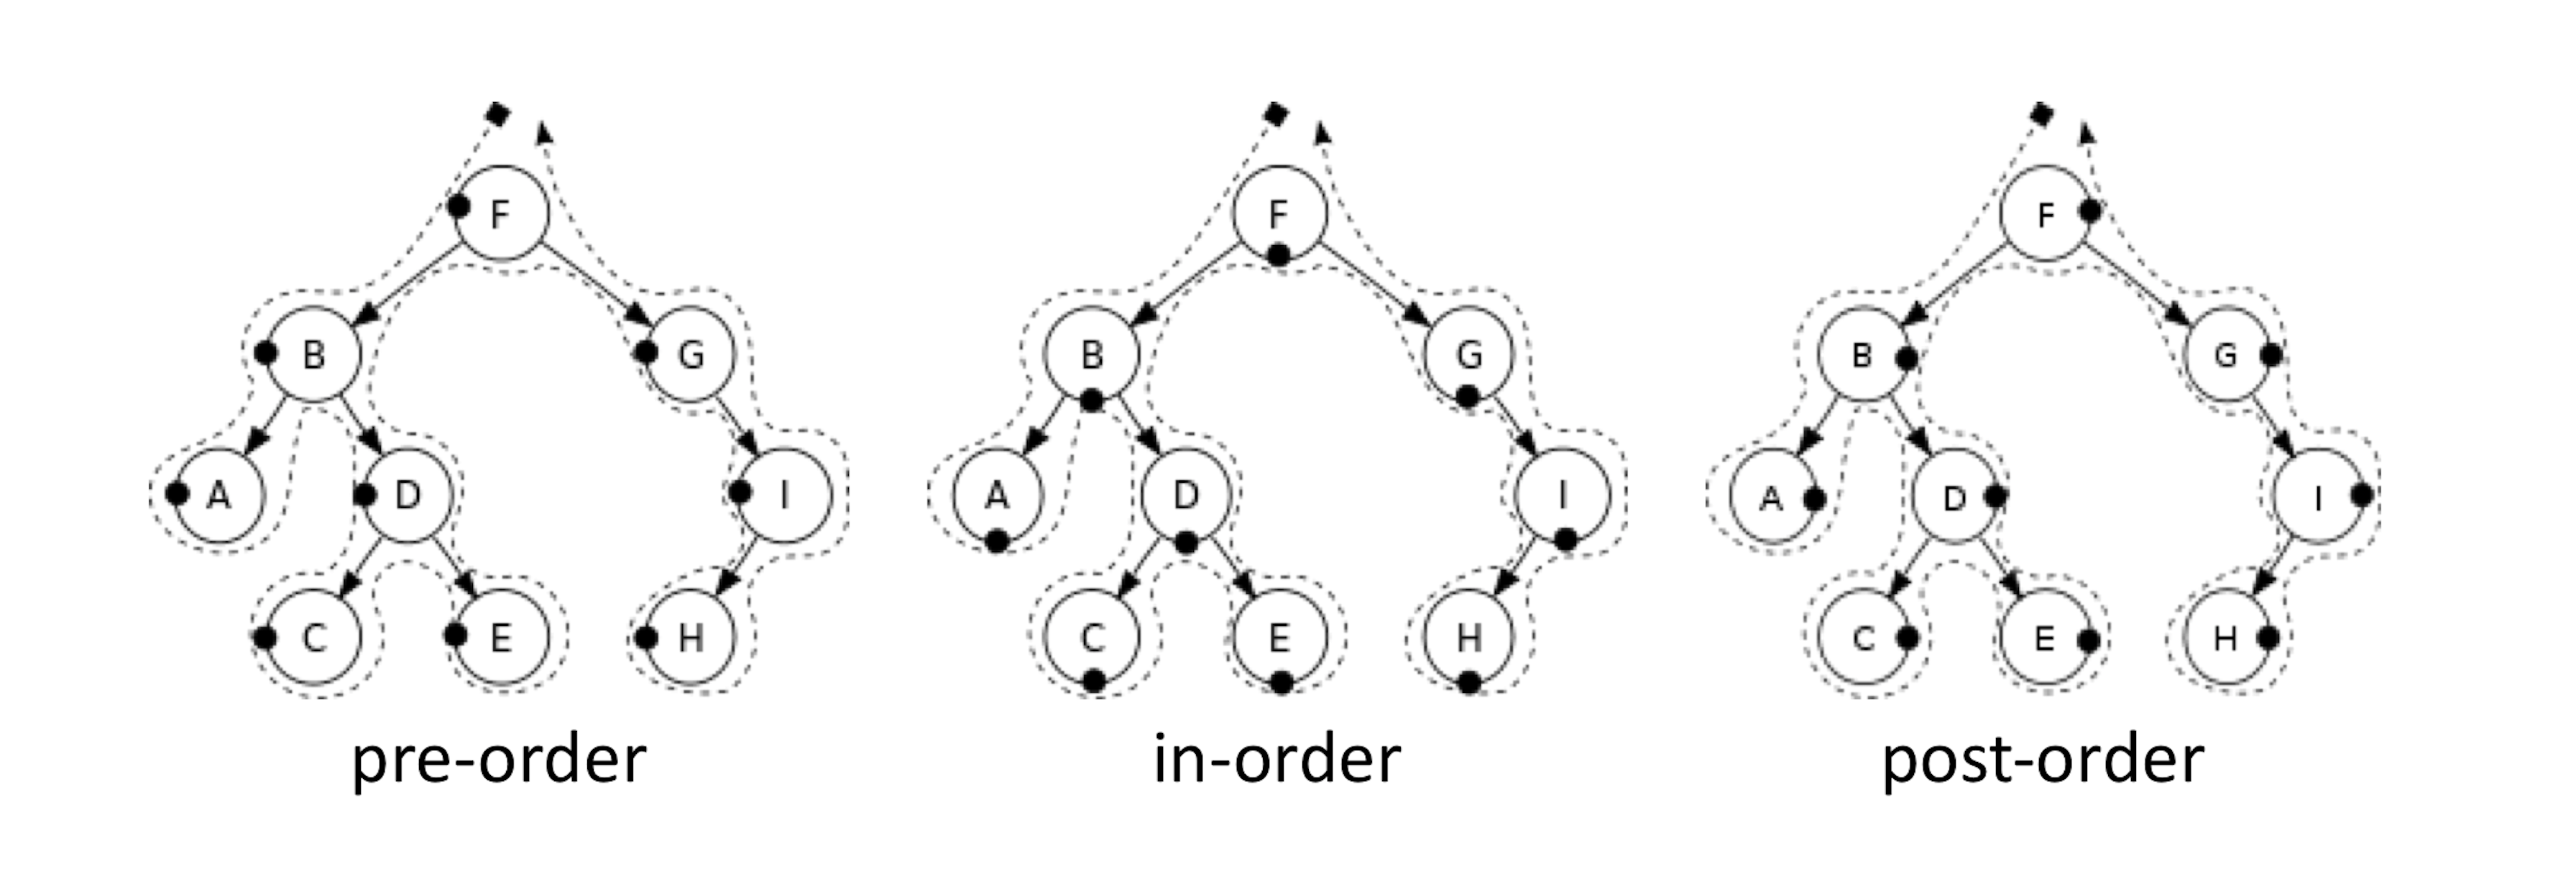 F F F
B G B G B G
A D I A D I A D I
C E H C E H C E H
pre-order in-order post-order